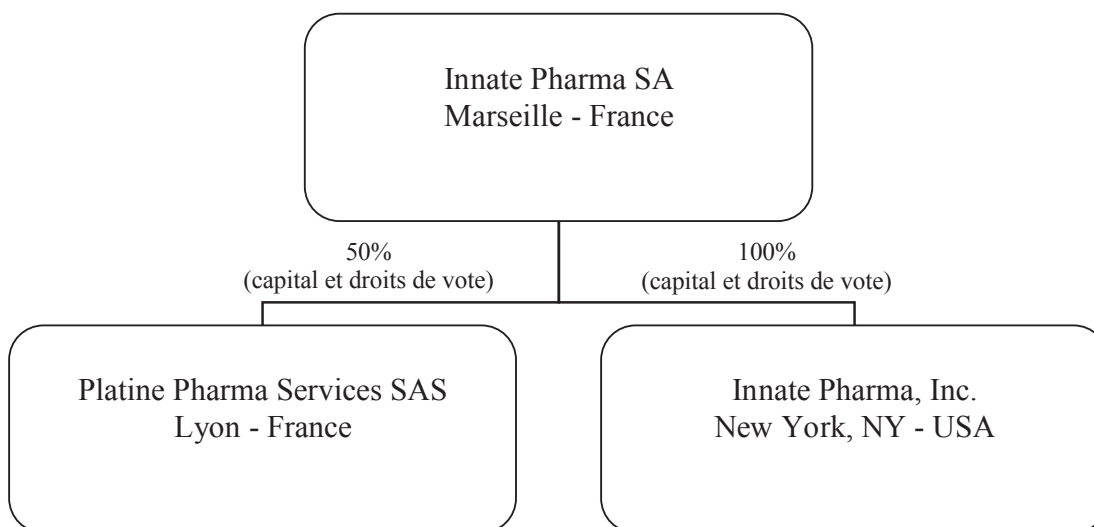 Innate Pharma SA
Marseille - France
50%
(capital et droits de vote)
100%
(capital et droits de vote)
Platine Pharma Services SAS
Lyon - France
Innate Pharma, Inc.
New York, NY - USA